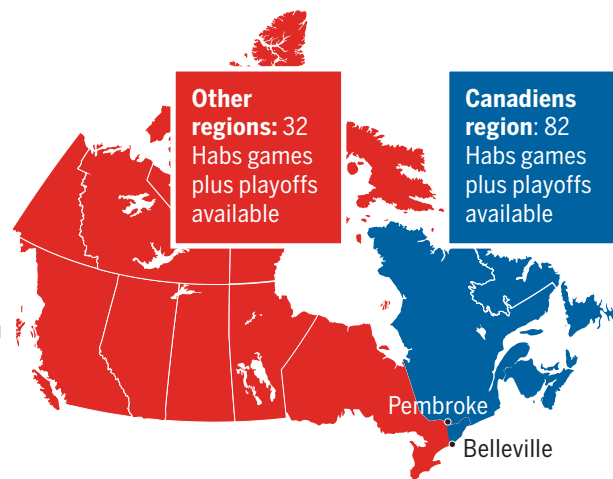 Other
regions: 32
Habs games
plus playoffs
available
Canadiens
region: 82
Habs games
plus playoffs
available
Pembroke
Belleville